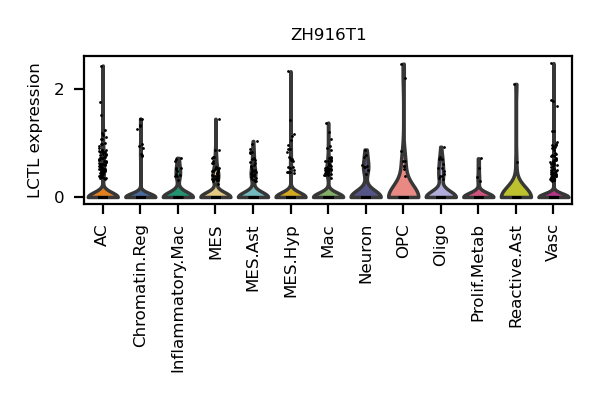 ZH916T1
LCTL expression
2
0
AC
Chromatin.Reg
Inflammatory.Mac
MES
MES.Ast
MES.Hyp
Mac
Neuron
OPC
Oligo
Prolif.Metab
Reactive.Ast
Vasc